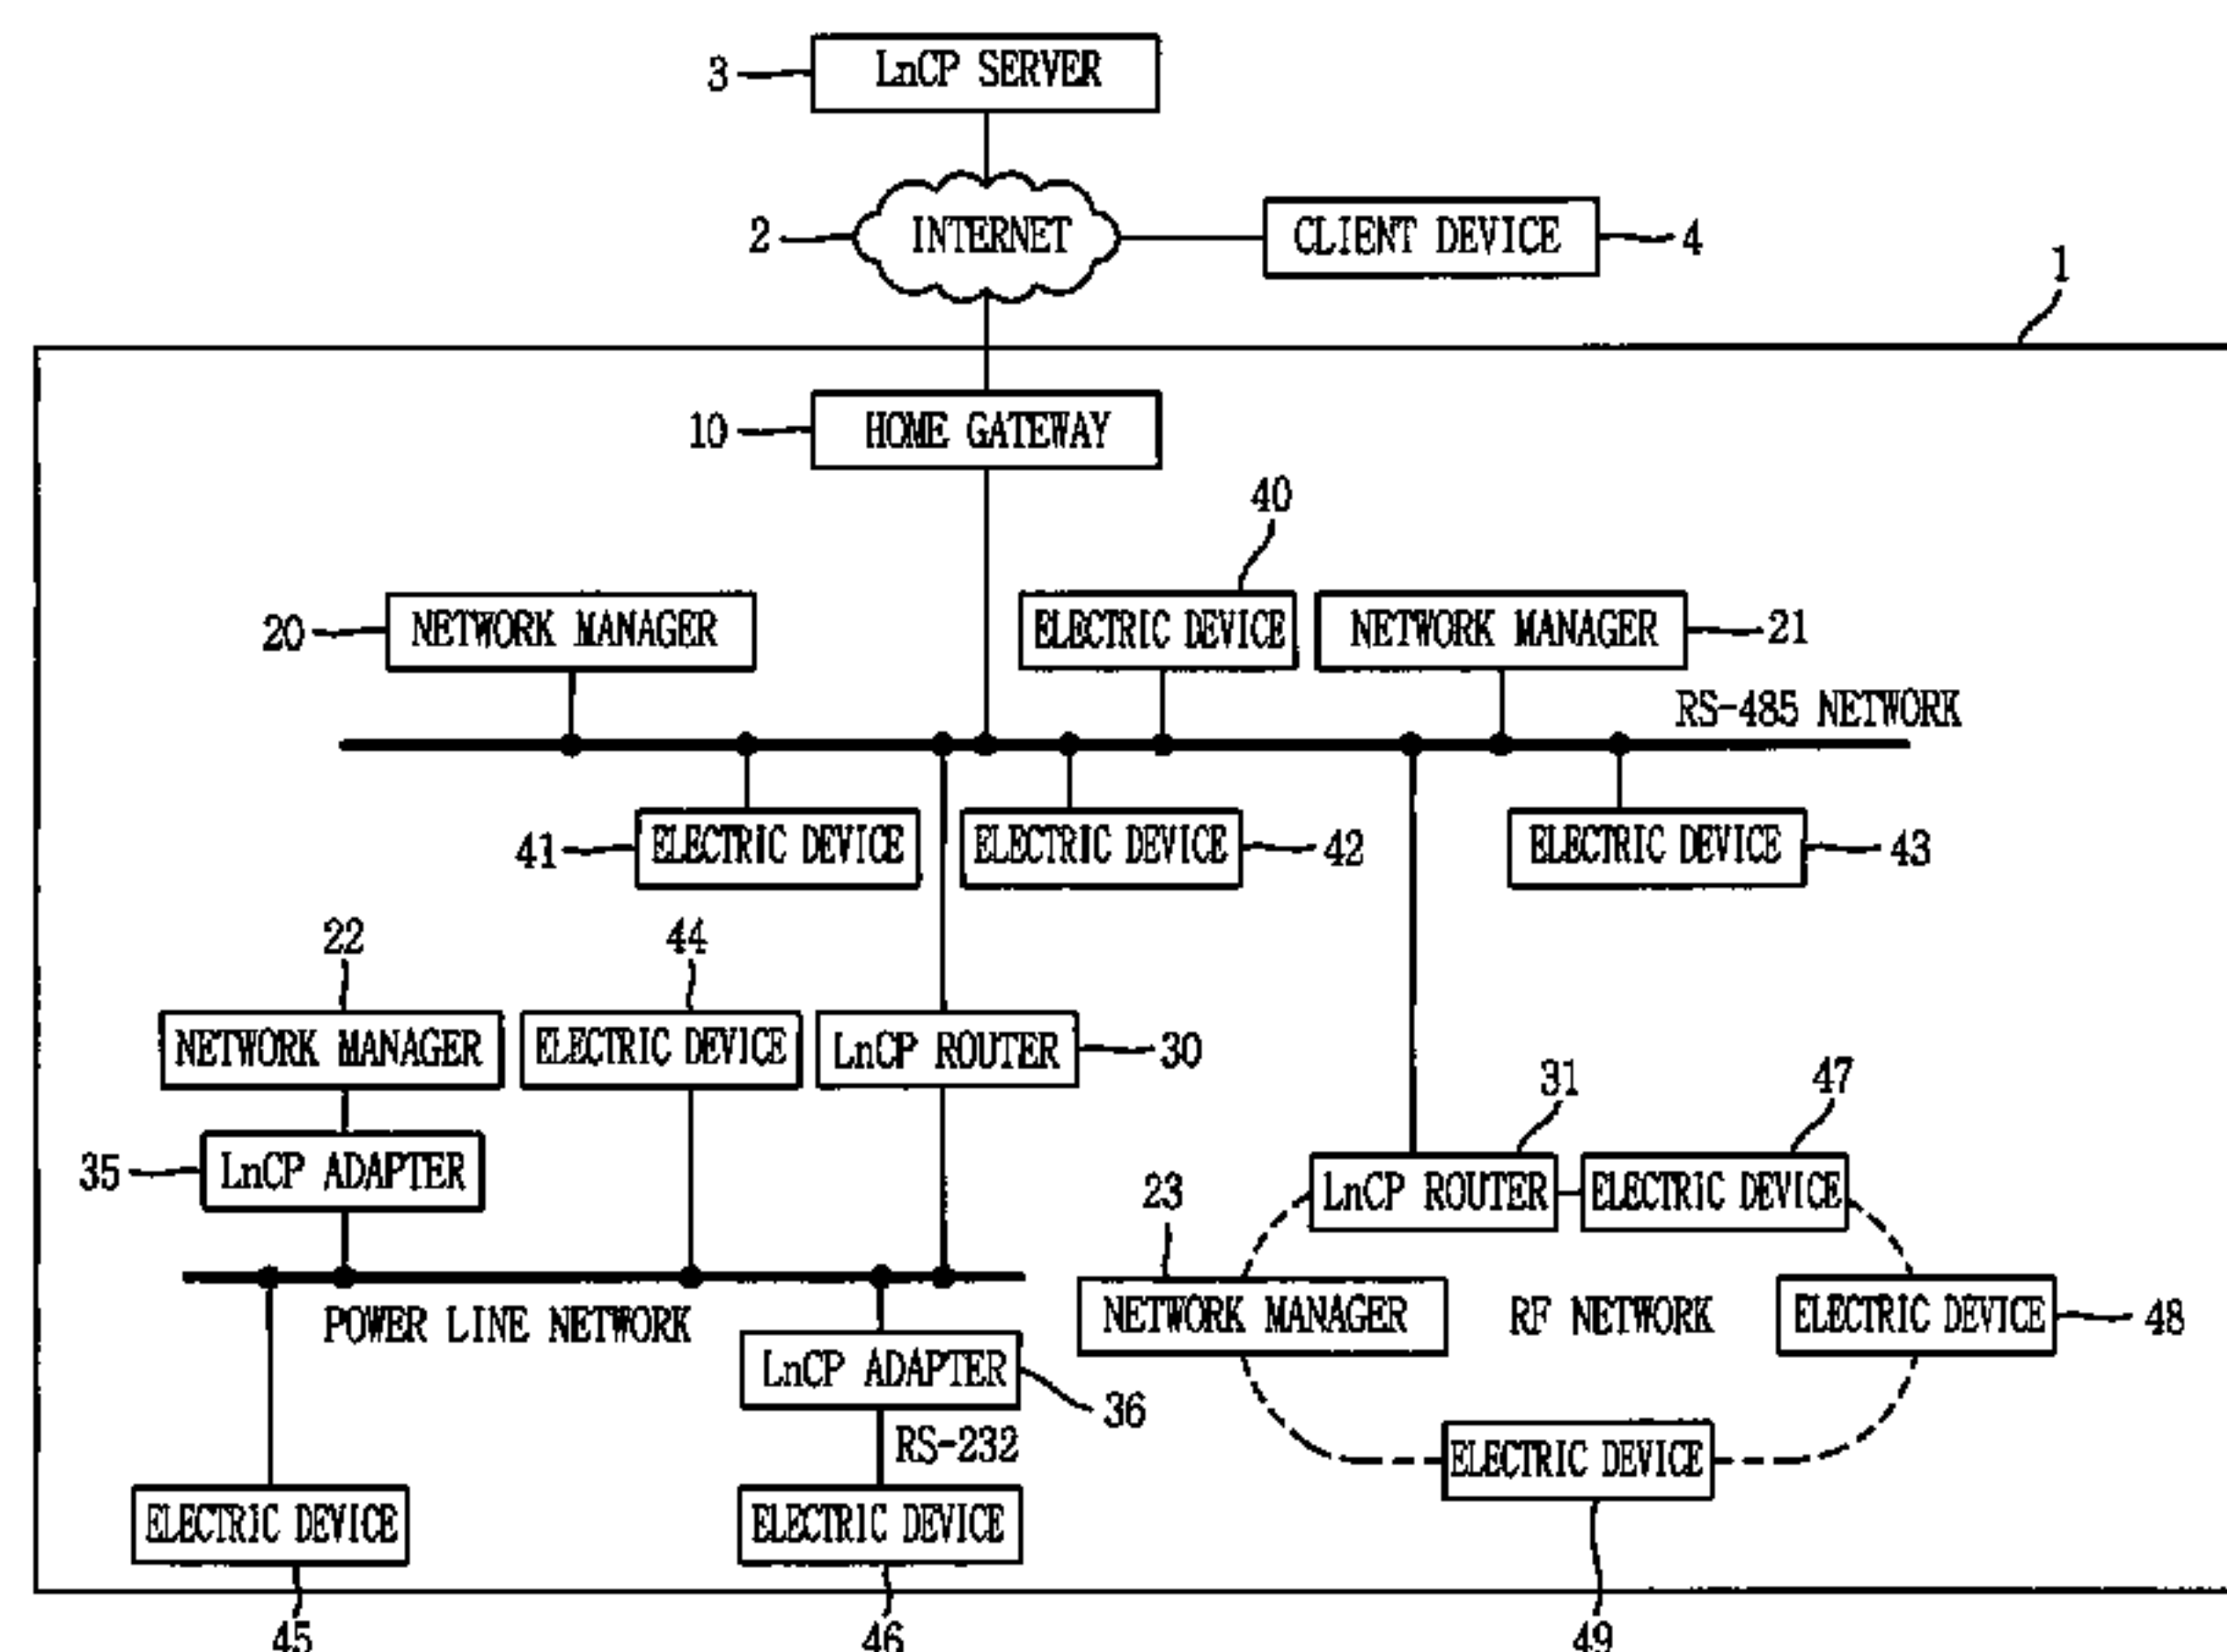 3 LnCP SERVER
2 INTERNET CLIENT DEVICE 4
1
10 HOME GATEWAY
40
20 NETWORK MANAGER ELECTRIC DEVICE NETWORK MANAGER 21
RS-485 NETWORK
41 ELECTRIC DEVICE ELECTRIC DEVICE 42 ELECTRIC DEVICE 43
22 44
NETWORK MANAGER ELECTRIC DEVICE LnCP ROUTER 30
31 47
35 LnCP ADAPTER LnCP ROUTER ELECTRIC DEVICE
23
POWER LINE NETWORK NETWORK MANAGER RF NETWORK ELECTRIC DEVICE 48
LnCP ADAPTER 36
RS-232 ELECTRIC DEVICE
ELECTRIC DEVICE ELECTRIC DEVICE
45 46 49